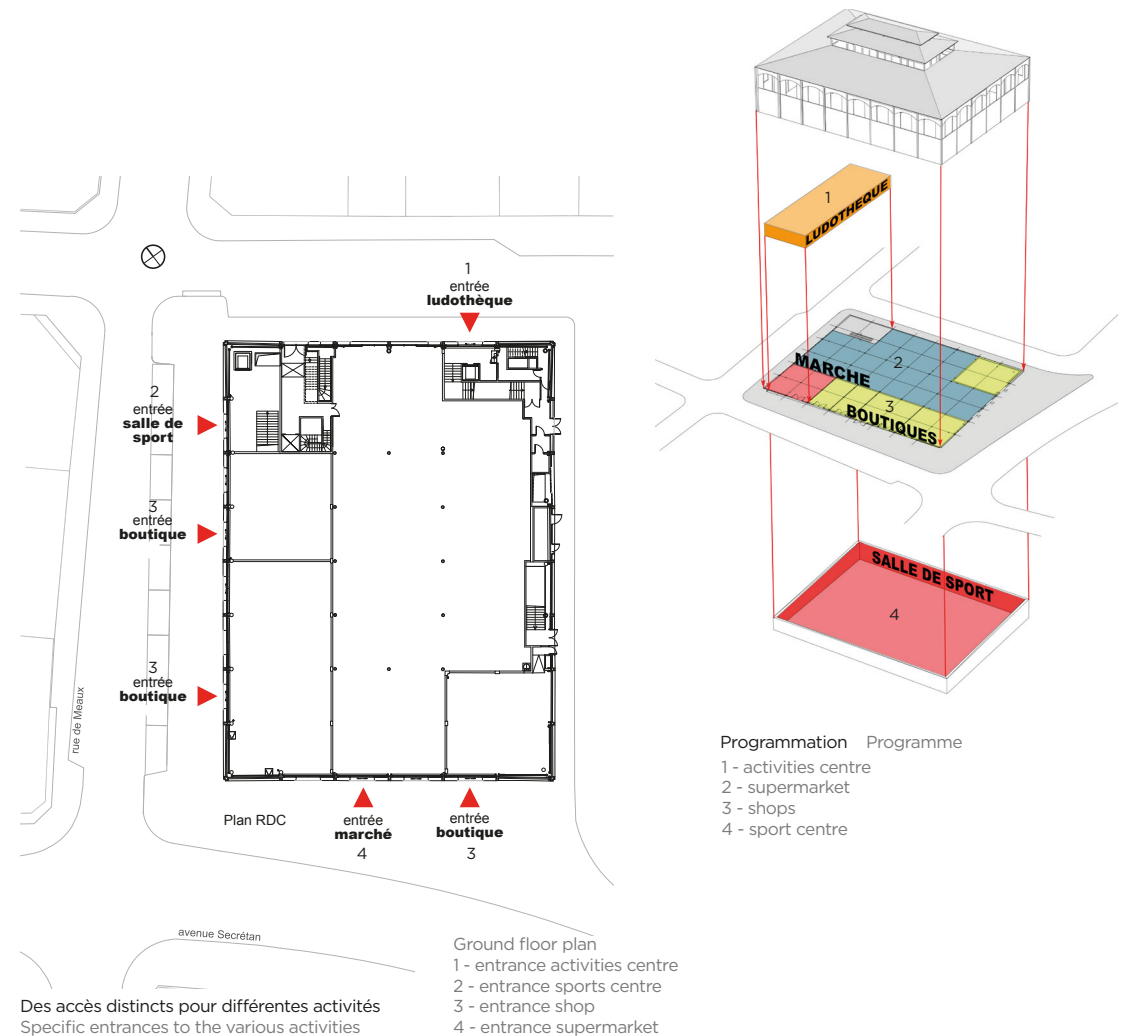 1
entrée
ludothèque
2
entrée
salle de
sport
3
entrée
boutique
3
entrée
boutique
rue de Meaux
Plan RDC
entrée
marché
4
entrée
boutique
3
avenue Secrétan
Des accès distincts pour différentes activités
Specific entrances to the various activities
Ground floor plan
1 - entrance activities centre
2 - entrance sports centre
3 - entrance shop
4 - entrance supermarket
1
LUDOTHEQUE
2
MARCHE
3
BOUTIQUES
SALLE DE SPORT
4
Programmation Programme
1 - activities centre
2 - supermarket
3 - shops
4 - sport centre